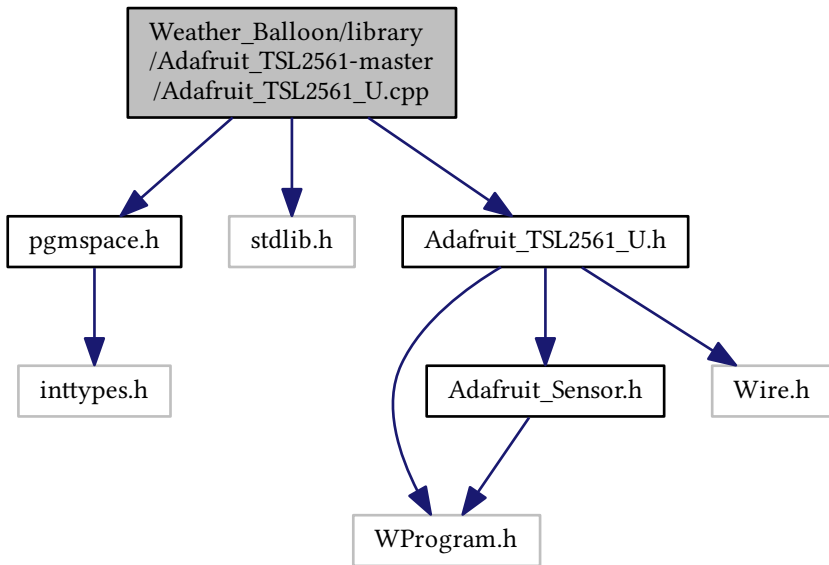 Weather_Balloon/library
/Adafruit_TSL2561-master
/Adafruit_TSL2561_U.cpp
pgmspace.h
stdlib.h
Adafruit_TSL2561_U.h
inttypes.h
Adafruit_Sensor.h
Wire.h
WProgram.h